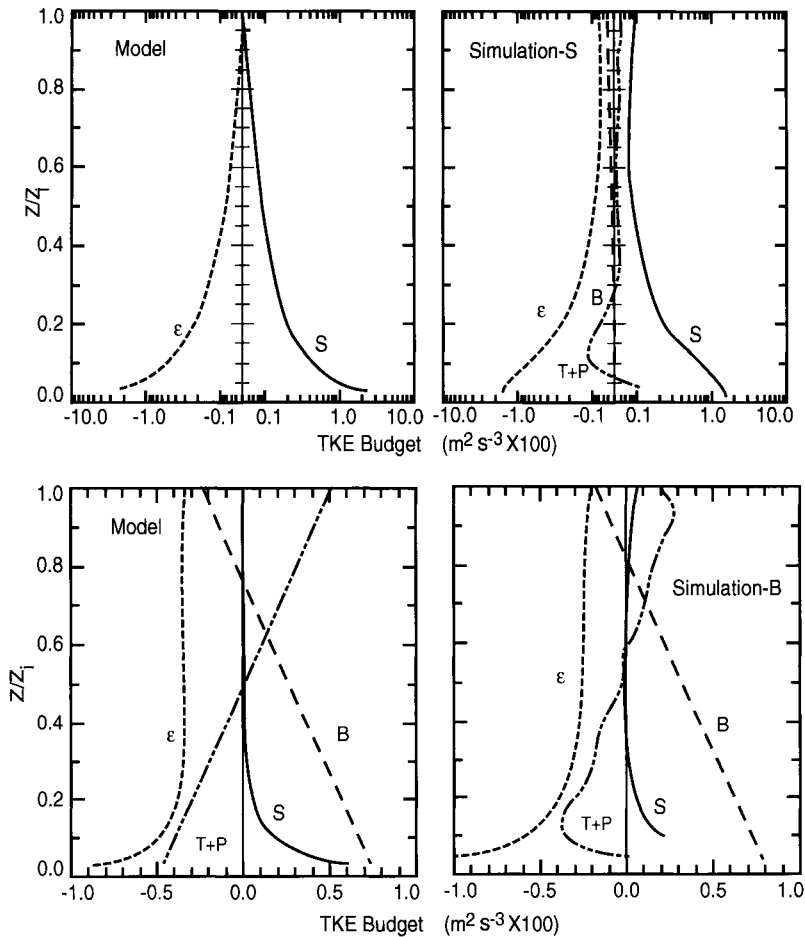 Model
Simulation-S
1.0
0.8
0.6
0.4
0.2
0.0
Z/Zi
ε
S
ε
B
T+P
S
-10.0 -1.0 -0.1 0.1 1.0 10.0
-10.0 -1.0 -0.1 0.1 1.0 10.0
TKE Budget (m² s⁻³ X100)
Model
Simulation-B
1.0
0.8
0.6
0.4
0.2
0.0
Z/Zi
ε
B
S
T+P
ε
B
S
T+P
-1.0 -0.5 0.0 0.5 1.0
-1.0 -0.5 0.0 0.5 1.0
TKE Budget (m² s⁻³ X100)